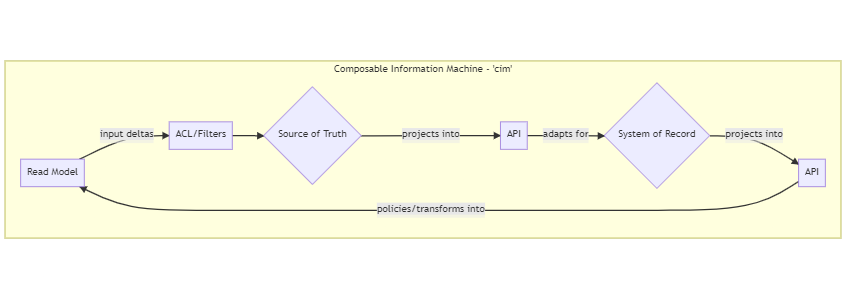 Composable Information Machine - 'cim'
Read Model
input deltas
ACL/Filters
Source of Truth
projects into
API
adapts for
System of Record
projects into
API
policies/transforms into